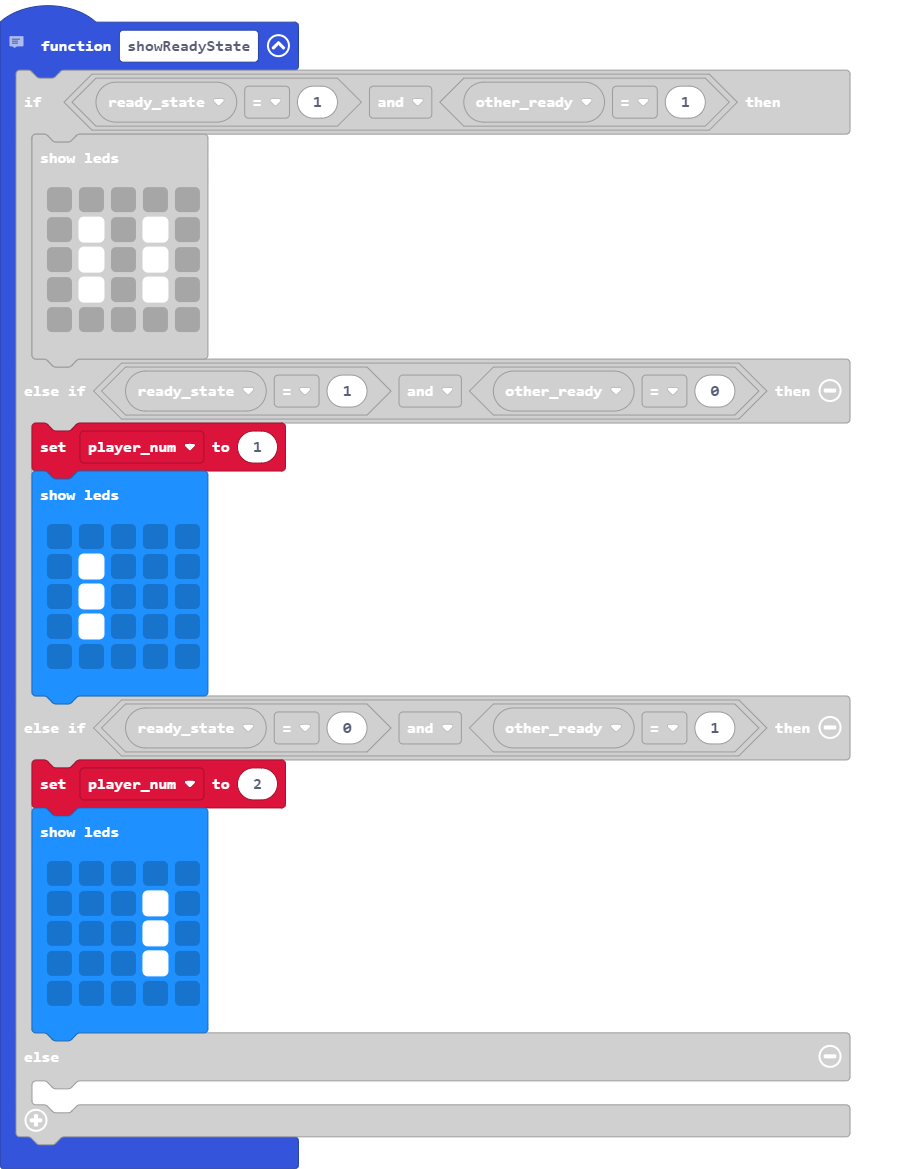 function showReadyState
if ready_state = 1 and other_ready = 1 then
show leds
else if ready_state = 1 and other_ready = 0 then
set player_num to 1
show leds
else if ready_state = 0 and other_ready = 1 then
set player_num to 2
show leds
else